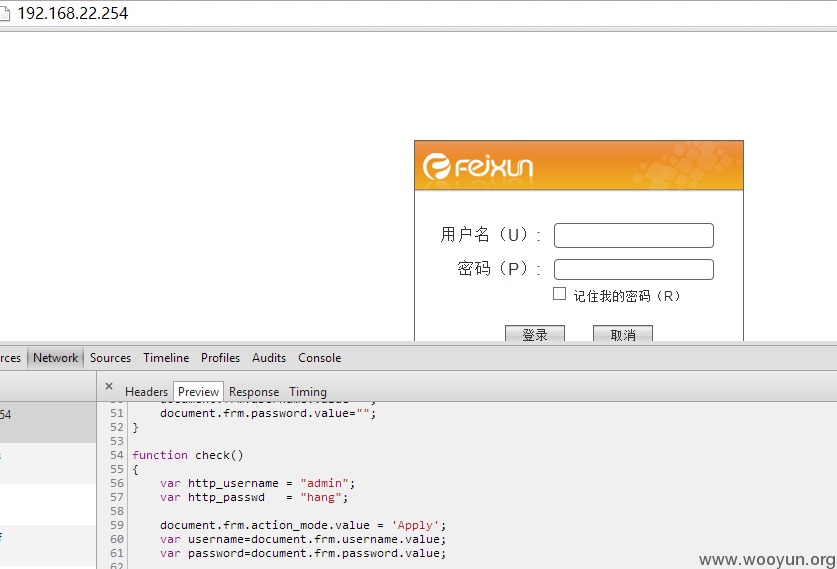 192.168.22.254
FEIXUN
用户名（U）:
密码（P）:
记住我的密码（R）
登录
取消
rces Network Sources Timeline Profiles Audits Console
× Headers Preview Response Timing
54
51 document.frm.password.value="";
52 }
53
54 function check()
55 {
56 var http_username = "admin";
57 var http_passwd = "hang";
58
59 document.frm.action_mode.value = 'Apply';
60 var username=document.frm.username.value;
61 var password=document.frm.password.value;
62
www.wooyun.org